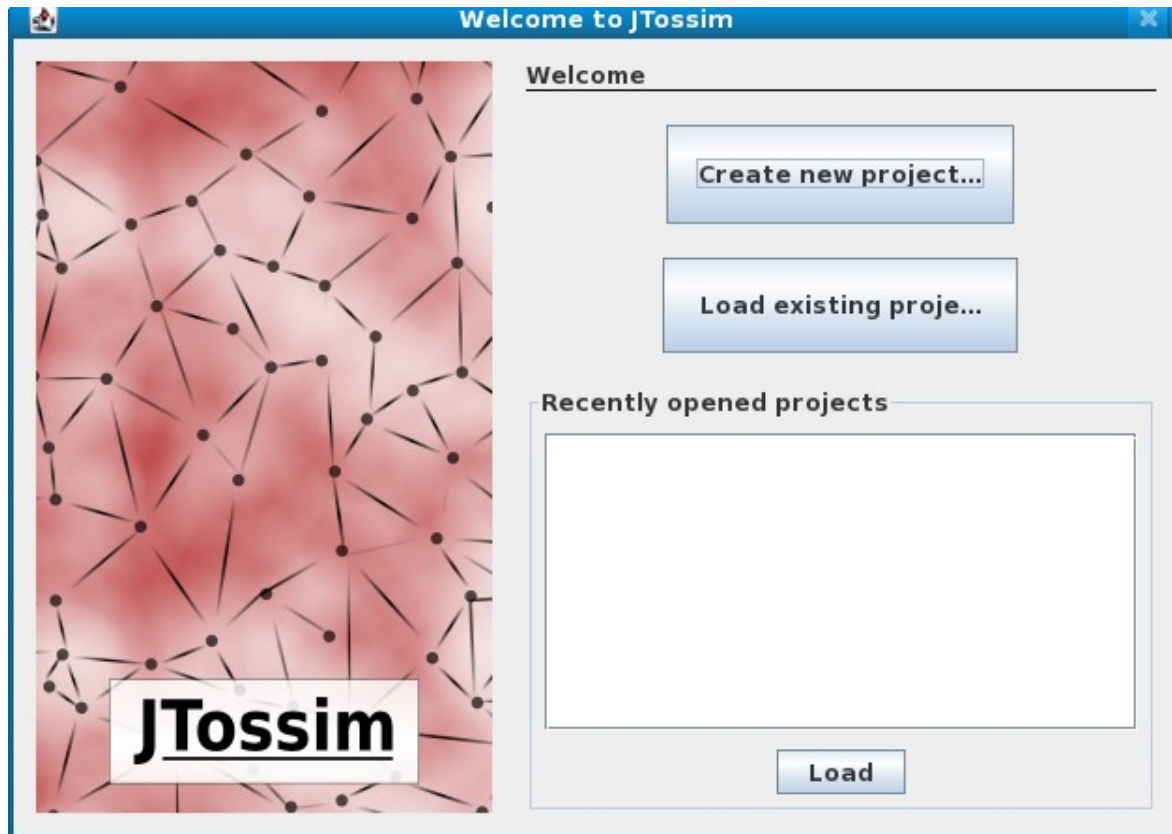 Welcome to JTossim
Welcome
Create new project...
Load existing proje...
Recently opened projects
Load
JTossim